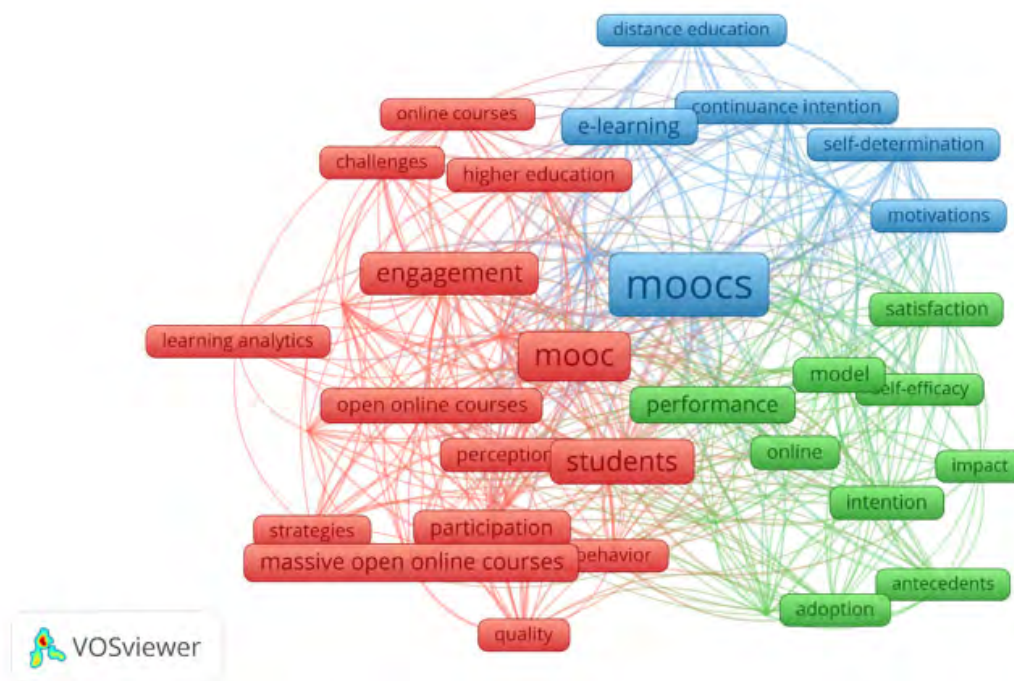 distance education
online courses
continuance intention
e-learning
self-determination
challenges
higher education
motivations
engagement
moocs
satisfaction
learning analytics
mooc
model
self-efficacy
open online courses
performance
perception
students
online
impact
intention
strategies
participation
massive open online courses
behavior
antecedents
adoption
quality
VOSviewer